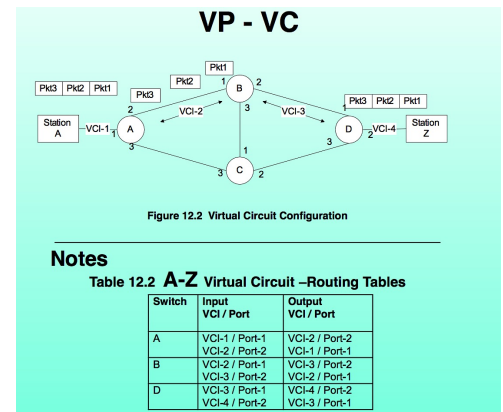 VP - VC
Pkt1
Pkt2
Pkt3 Pkt2 Pkt1
Pkt3
1 B 2
Pkt3 Pkt2 Pkt1
2
VCI-2
3
VCI-3
1
Station A
VCI-1
1 A
D
2 VCI-4
Station Z
3
1
3
3 C 2
Figure 12.2 Virtual Circuit Configuration
Notes
Table 12.2 A-Z Virtual Circuit –Routing Tables
Switch Input VCI / Port Output VCI / Port
A VCI-1 / Port-1 VCI-2 / Port-2
VCI-2 / Port-2 VCI-1 / Port-1
B VCI-2 / Port-1 VCI-3 / Port-2
VCI-3 / Port-2 VCI-2 / Port-1
D VCI-3 / Port-1 VCI-4 / Port-2
VCI-4 / Port-2 VCI-3 / Port-1